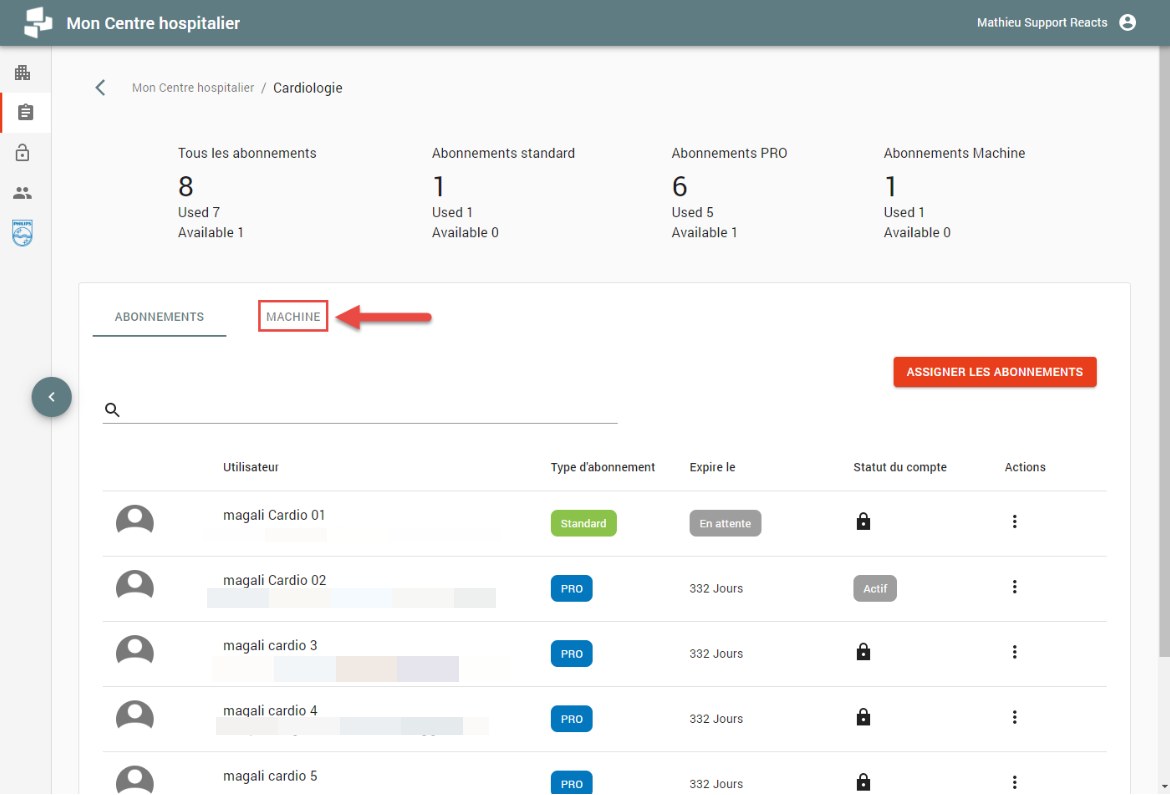 Mon Centre hospitalier
Mathieu Support Reacts
Mon Centre hospitalier / Cardiologie
Tous les abonnements
8
Used 7
Available 1
Abonnements standard
1
Used 1
Available 0
Abonnements PRO
6
Used 5
Available 1
Abonnements Machine
1
Used 1
Available 0
PHILIPS
ABONNEMENTS
MACHINE
ASSIGNER LES ABONNEMENTS
Utilisateur Type d'abonnement Expire le Statut du compte Actions
magali Cardio 01 Standard En attente
magali Cardio 02 PRO 332 Jours Actif
magali cardio 3 PRO 332 Jours
magali cardio 4 PRO 332 Jours
magali cardio 5 PRO 332 Jours